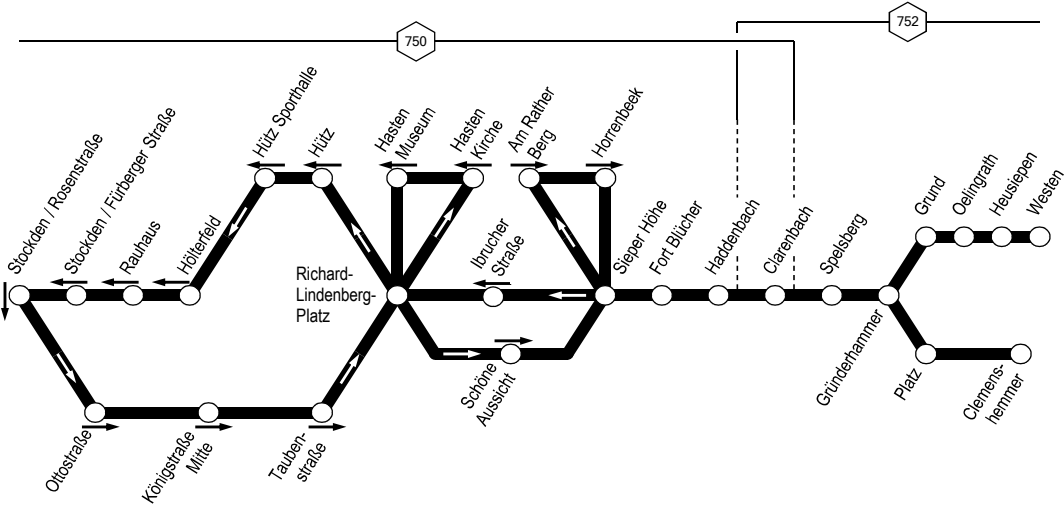 752
750
Stockden / Rosenstraße
Stockden / Fürberger Straße
Rauhaus
Hölterfeld
Hütz Sporthalle
Hütz
Hasten
Museum
Hasten
Kirche
Am Rather
Berg
Horrenbeek
Richard-
Lindenberg-
Platz
Ibrucher
Straße
Sieper Höhe
Fort Blücher
Haddenbach
Clarenbach
Spelsberg
Grund
Oelingrath
Heusiepen
Westen
Ottostraße
Königstraße
Mitte
Tauben-
straße
Schöne
Aussicht
Gründerhammer
Platz
Clemens-
hemmer